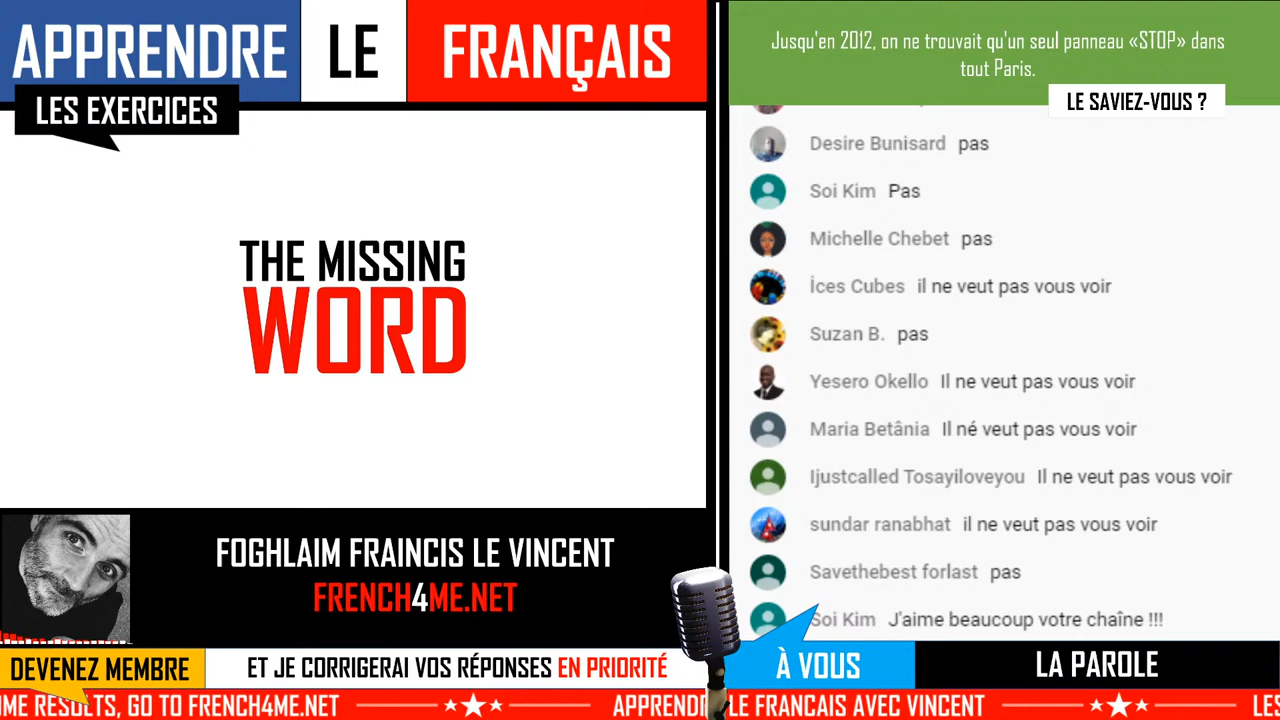 APPRENDRE LE FRANÇAIS
LES EXERCICES
THE MISSING
WORD
FOGHLAIM FRAINCIS LE VINCENT
FRENCH4ME.NET
DEVENEZ MEMBRE
ET JE CORRIGERAI VOS RÉPONSES EN PRIORITÉ
Jusqu'en 2012, on ne trouvait qu'un seul panneau «STOP» dans
tout Paris.
LE SAVIEZ-VOUS ?
Desire Bunisard pas
Soi Kim Pas
Michelle Chebet pas
İces Cubes il ne veut pas vous voir
Suzan B. pas
Yesero Okello Il ne veut pas vous voir
Maria Betânia Il né veut pas vous voir
Ijustcalled Tosayiloveyou Il ne veut pas vous voir
sundar ranabhat il ne veut pas vous voir
Savethebest forlast pas
Soi Kim J'aime beaucoup votre chaîne !!!
À VOUS LA PAROLE
OME RESULTS, GO TO FRENCH4ME.NET APPREND LE FRANCAIS AVEC VINCENT LES